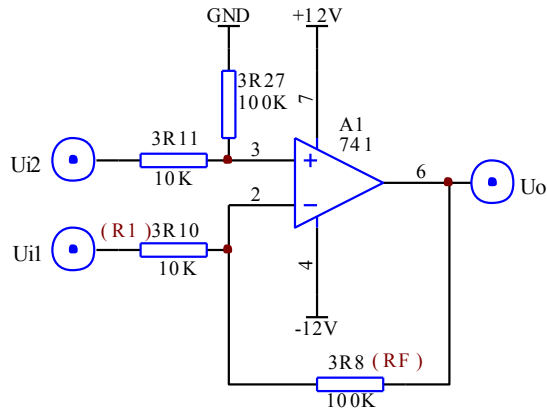 GND
+12V
3R27
100K
7
A1
741
3R11
3
+
6
Ui2
10K
Uo
2
−
(R1)3R10
Ui1
10K
4
-12V
3R8 (RF)
100K